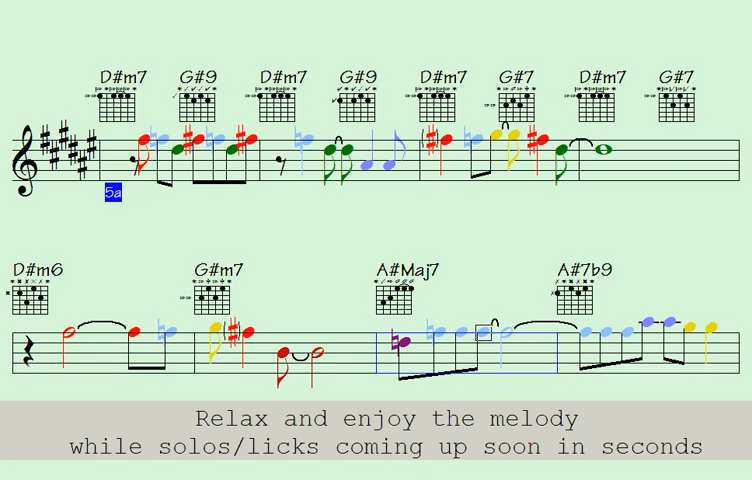 D#m7 G#9 D#m7 G#9 D#m7 G#7 D#m7 G#7
5a
D#m6 G#m7 A#Maj7 A#7b9
Relax and enjoy the melody
while solos/licks coming up soon in seconds